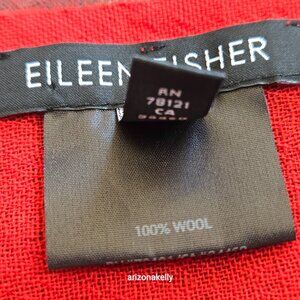 EILEEN FISHER
RN
78121
CA
100% WOOL
arizonakelly